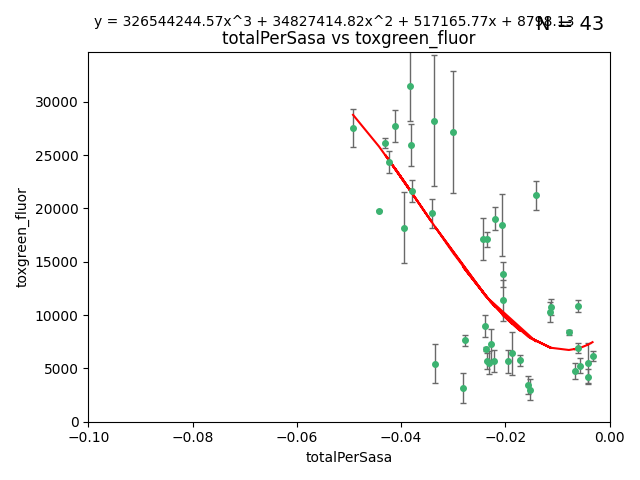 y = 326544244.57x^3 + 34827414.82x^2 + 517165.77x + 8798.13
N = 43
totalPerSasa vs toxgreen_fluor
toxgreen_fluor
30000
25000
20000
15000
10000
5000
0
−0.10
−0.08
−0.06
−0.04
−0.02
0.00
totalPerSasa